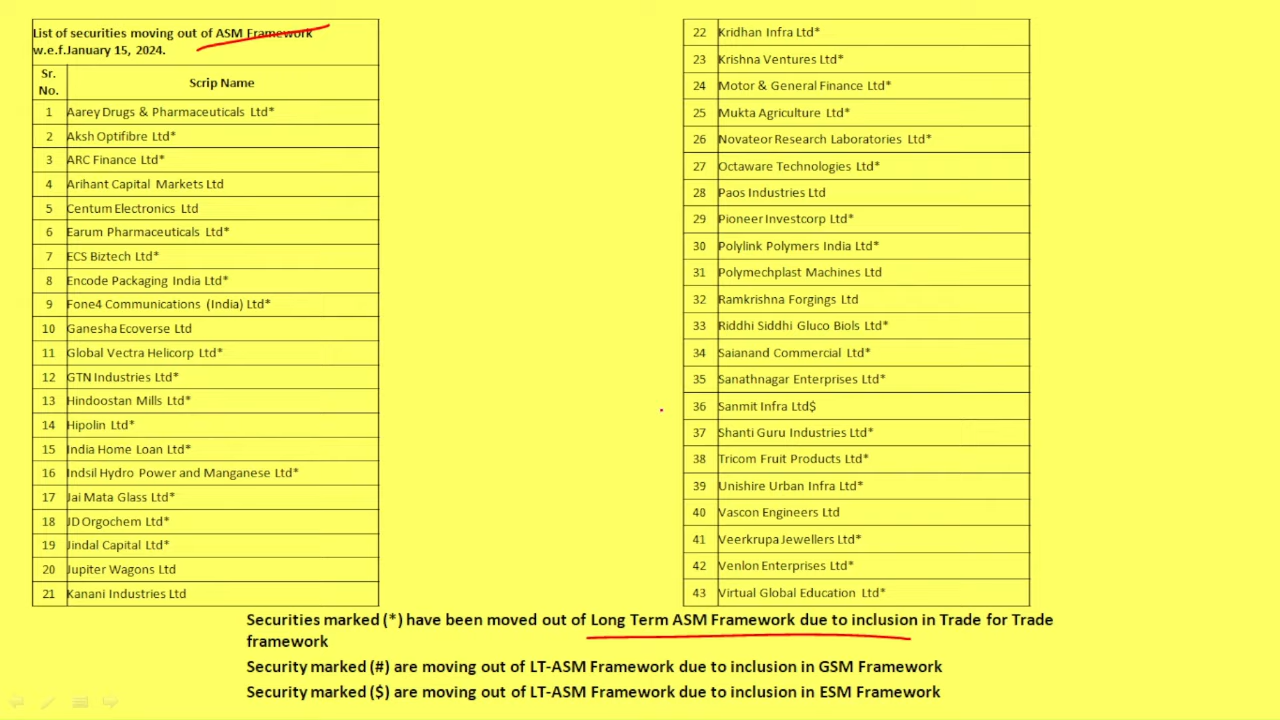 List of securities moving out of ASM Framework
w.e.f.January 15, 2024.
Sr. No. Scrip Name
1 Aarey Drugs & Pharmaceuticals Ltd*
2 Aksh Optifibre Ltd*
3 ARC Finance Ltd*
4 Arihant Capital Markets Ltd
5 Centum Electronics Ltd
6 Earum Pharmaceuticals Ltd*
7 ECS Biztech Ltd*
8 Encode Packaging India Ltd*
9 Fone4 Communications (India) Ltd*
10 Ganesha Ecoverse Ltd
11 Global Vectra Helicorp Ltd*
12 GTN Industries Ltd*
13 Hindoostan Mills Ltd*
14 Hipolin Ltd*
15 India Home Loan Ltd*
16 Indsil Hydro Power and Manganese Ltd*
17 Jai Mata Glass Ltd*
18 JD Orgochem Ltd*
19 Jindal Capital Ltd*
20 Jupiter Wagons Ltd
21 Kanani Industries Ltd
22 Kridhan Infra Ltd*
23 Krishna Ventures Ltd*
24 Motor & General Finance Ltd*
25 Mukta Agriculture Ltd*
26 Novateor Research Laboratories Ltd*
27 Octaware Technologies Ltd*
28 Paos Industries Ltd
29 Pioneer Investcorp Ltd*
30 Polylink Polymers India Ltd*
31 Polymechplast Machines Ltd
32 Ramkrishna Forgings Ltd
33 Riddhi Siddhi Gluco Biols Ltd*
34 Saianand Commercial Ltd*
35 Sanathnagar Enterprises Ltd*
36 Sanmit Infra Ltd$
37 Shanti Guru Industries Ltd*
38 Tricom Fruit Products Ltd*
39 Unishire Urban Infra Ltd*
40 Vascon Engineers Ltd
41 Veerkrupa Jewellers Ltd*
42 Venlon Enterprises Ltd*
43 Virtual Global Education Ltd*
Securities marked (*) have been moved out of Long Term ASM Framework due to inclusion in Trade for Trade
framework
Security marked (#) are moving out of LT-ASM Framework due to inclusion in GSM Framework
Security marked ($) are moving out of LT-ASM Framework due to inclusion in ESM Framework